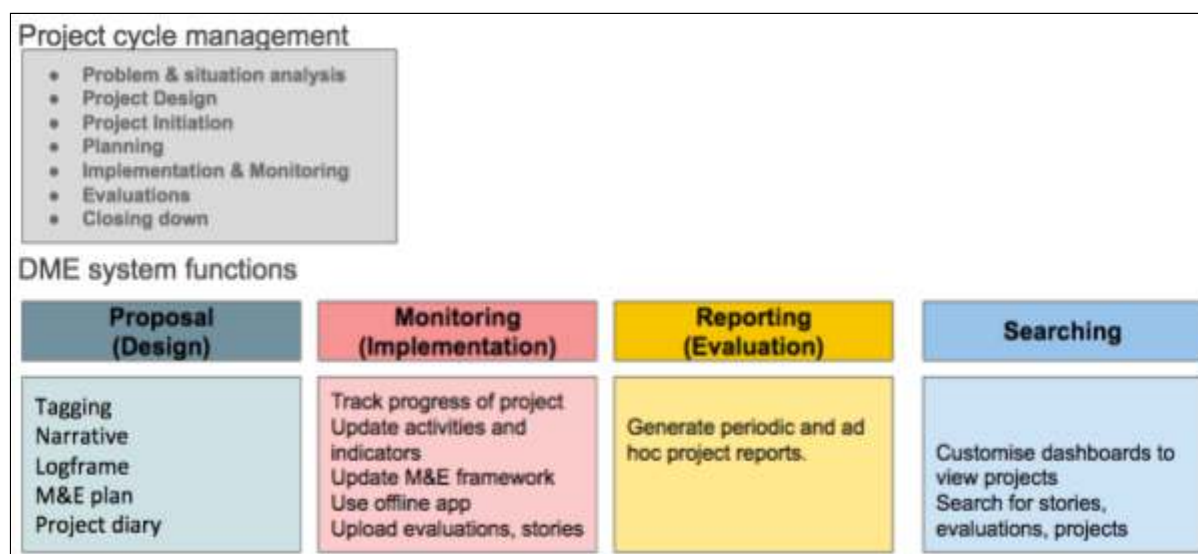 Project cycle management
● Problem & situation analysis
● Project Design
● Project Initiation
● Planning
● Implementation & Monitoring
● Evaluations
● Closing down
DME system functions
Proposal
(Design)
Tagging
Narrative
Logframe
M&E plan
Project diary
Monitoring
(Implementation)
Track progress of project
Update activities and
indicators
Update M&E framework
Use offline app
Upload evaluations, stories
Reporting
(Evaluation)
Generate periodic and ad
hoc project reports.
Searching
Customise dashboards to
view projects
Search for stories,
evaluations, projects